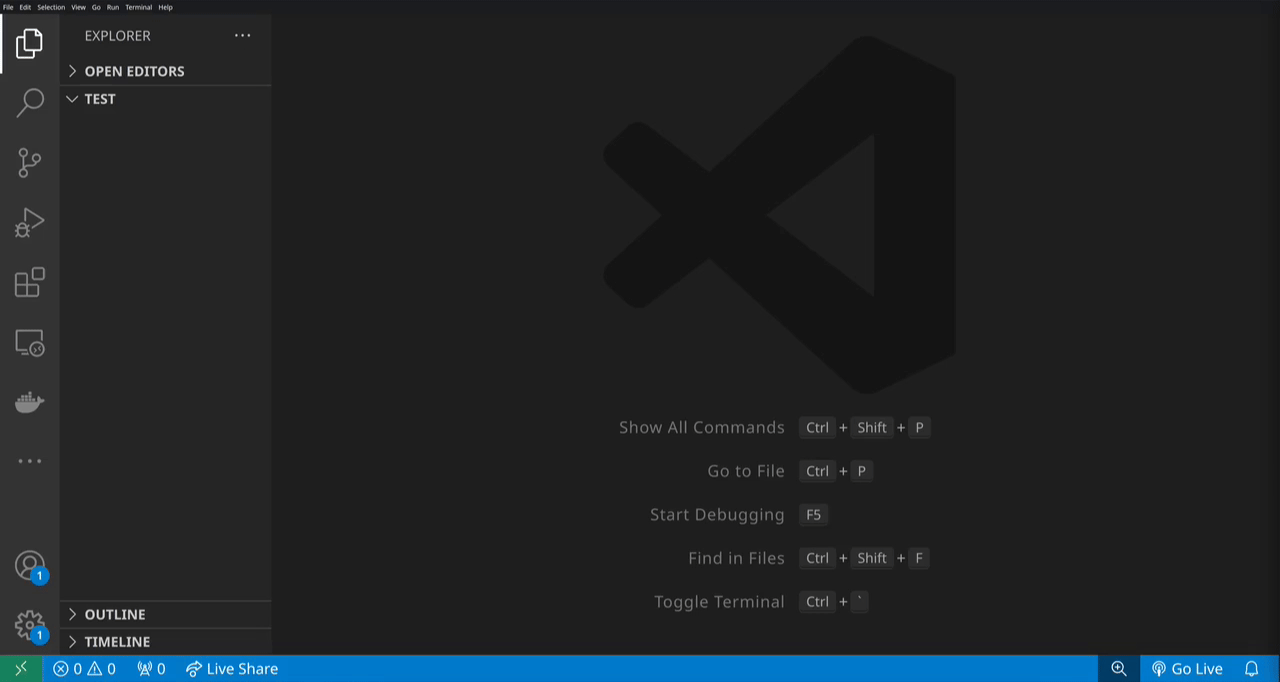 File Edit Selection View Go Run Terminal Help
EXPLORER
OPEN EDITORS
TEST
Show All Commands Ctrl + Shift + P
Go to File Ctrl + P
Start Debugging F5
Find in Files Ctrl + Shift + F
Toggle Terminal Ctrl + `
1
1
OUTLINE
TIMELINE
0 0 0 Live Share Go Live